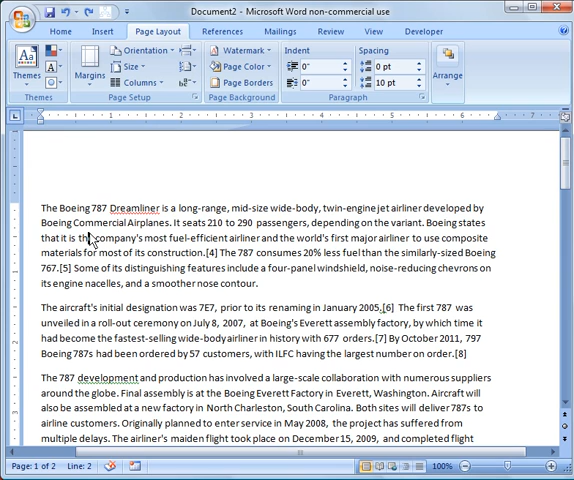 Document2 - Microsoft Word non-commercial use
Home Insert Page Layout References Mailings Review View Developer
Themes
Margins
Orientation
Size
Columns
Watermark
Page Color
Page Borders
Indent
0"
0"
Spacing
0 pt
10 pt
Arrange
Themes Page Setup Page Background Paragraph
1 2 3 4 5 6 7
The Boeing 787 Dreamliner is a long-range, mid-size wide-body, twin-engine jet airliner developed by
Boeing Commercial Airplanes. It seats 210 to 290 passengers, depending on the variant. Boeing states
that it is the company's most fuel-efficient airliner and the world's first major airliner to use composite
materials for most of its construction.[4] The 787 consumes 20% less fuel than the similarly-sized Boeing
767.[5] Some of its distinguishing features include a four-panel windshield, noise-reducing chevrons on
its engine nacelles, and a smoother nose contour.
The aircraft's initial designation was 7E7, prior to its renaming in January 2005.[6] The first 787 was
unveiled in a roll-out ceremony on July 8, 2007, at Boeing's Everett assembly factory, by which time it
had become the fastest-selling wide-body airliner in history with 677 orders.[7] By October 2011, 797
Boeing 787s had been ordered by 57 customers, with ILFC having the largest number on order.[8]
The 787 development and production has involved a large-scale collaboration with numerous suppliers
around the globe. Final assembly is at the Boeing Everett Factory in Everett, Washington. Aircraft will
also be assembled at a new factory in North Charleston, South Carolina. Both sites will deliver 787s to
airline customers. Originally planned to enter service in May 2008, the project has suffered from
multiple delays. The airliner's maiden flight took place on December 15, 2009, and completed flight
Page: 1 of 2 Line: 2 100%